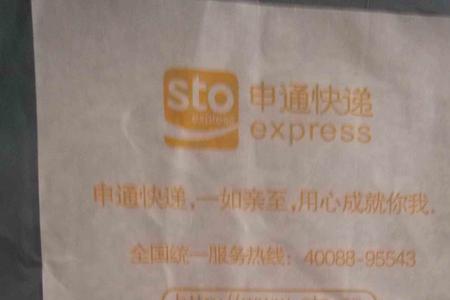 sto 申通快递
express express
申通快递,一如亲至,用心成就你我.
全国统一服务热线：40088-95543